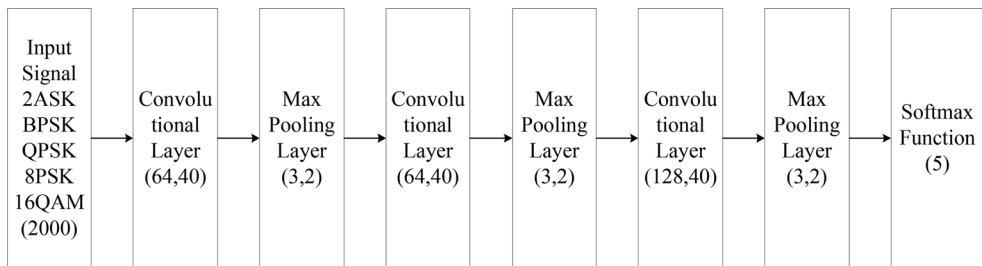 Input
Signal
2ASK
BPSK
QPSK
8PSK
16QAM
(2000)
Convolu
tional
Layer
(64,40)
Max
Pooling
Layer
(3,2)
Convolu
tional
Layer
(64,40)
Max
Pooling
Layer
(3,2)
Convolu
tional
Layer
(128,40)
Max
Pooling
Layer
(3,2)
Softmax
Function
(5)